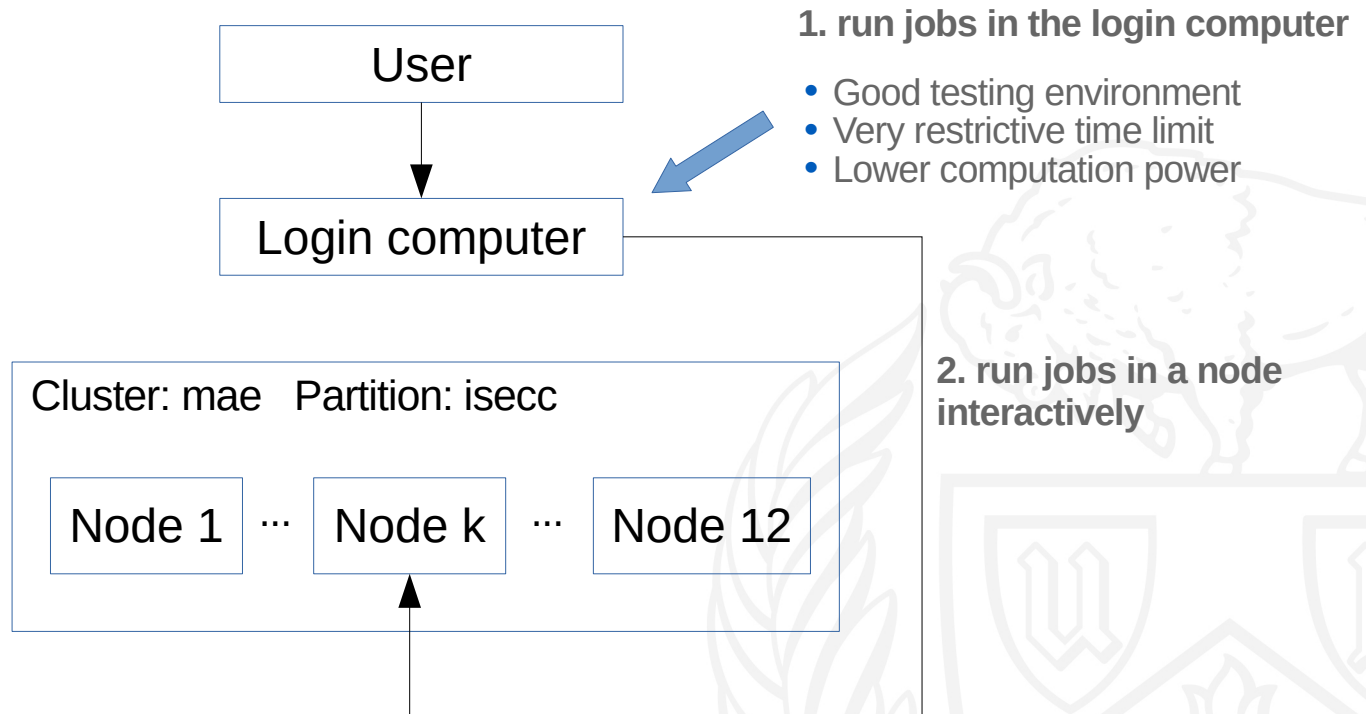 User
1. run jobs in the login computer
• Good testing environment
• Very restrictive time limit
• Lower computation power
Login computer
2. run jobs in a node
interactively
Cluster: mae Partition: isecc
Node 1 ... Node k ... Node 12